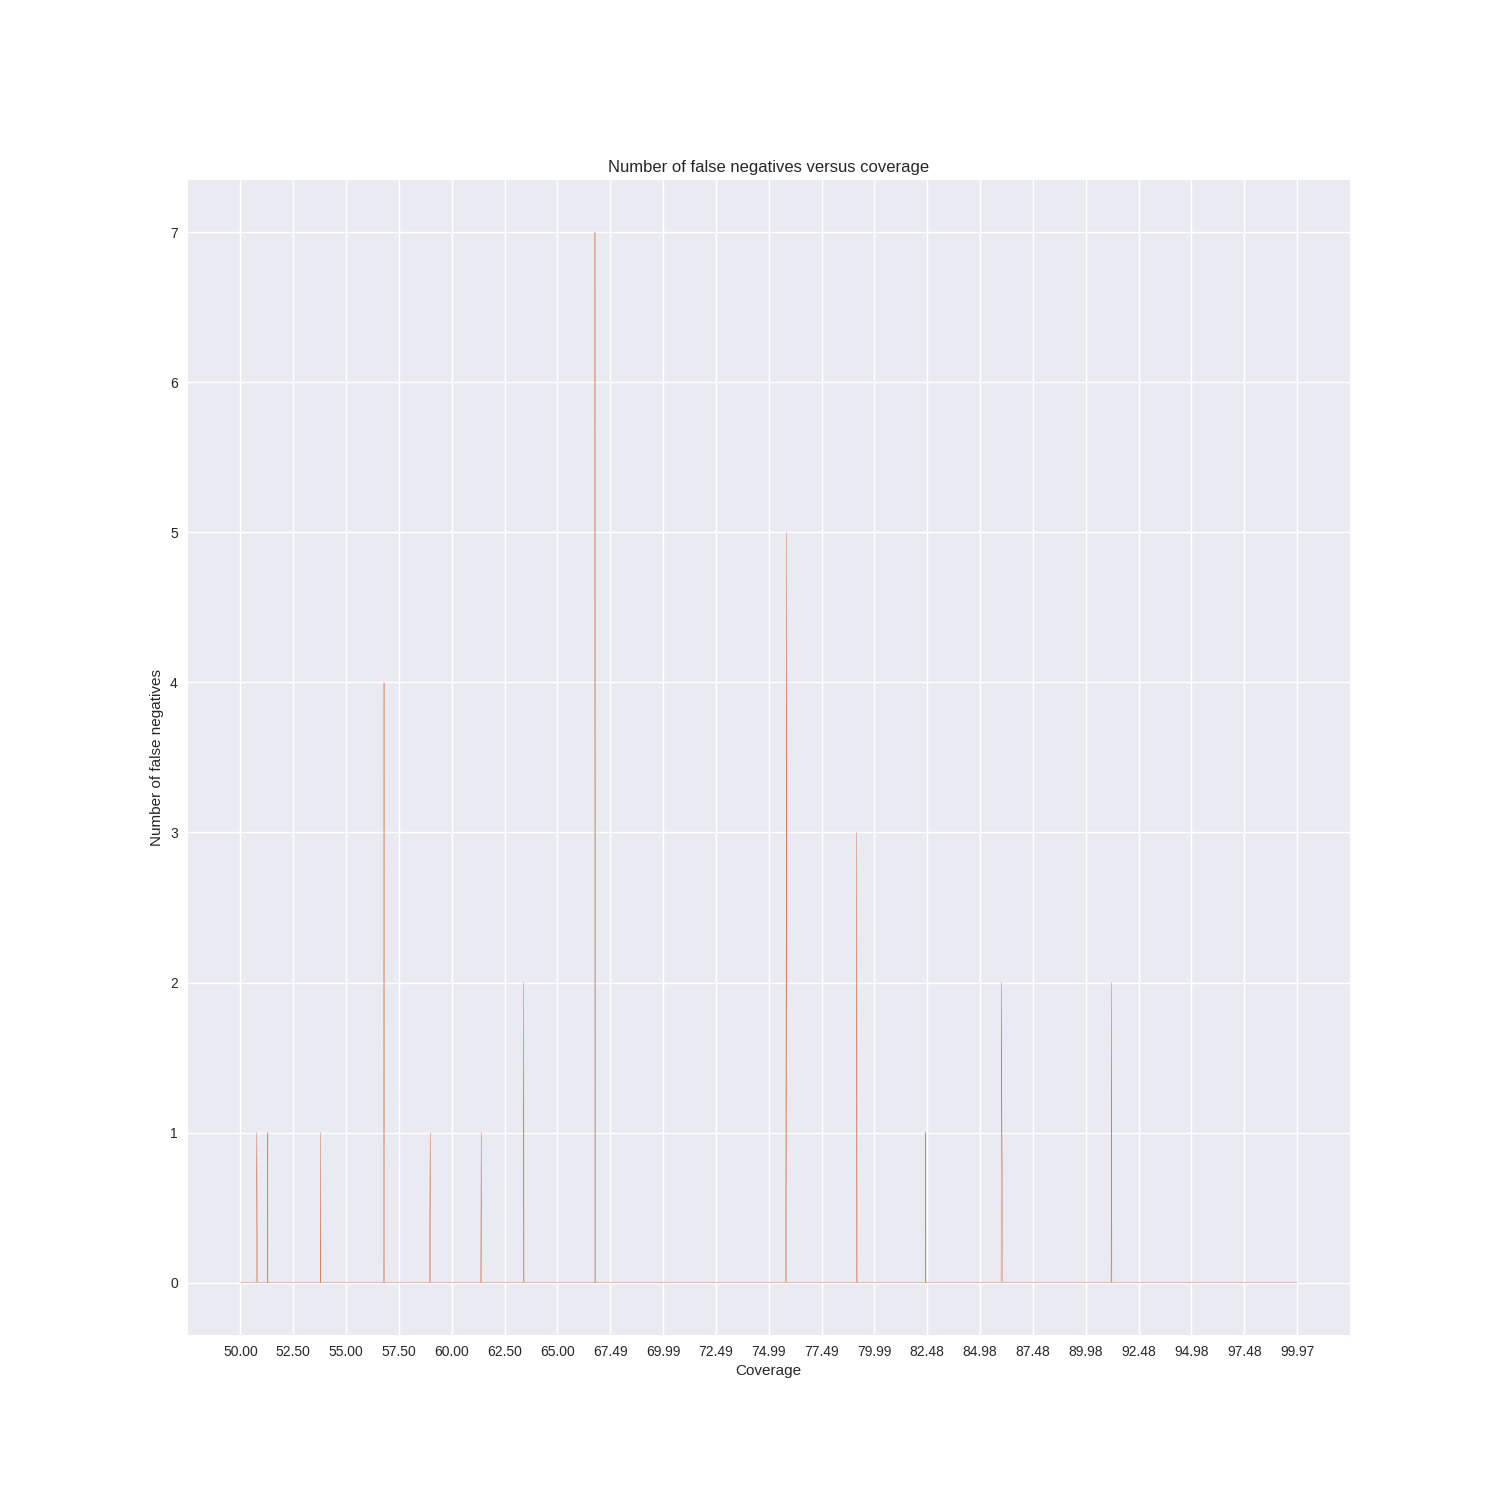 Number of false negatives versus coverage
7
6
5
4
3
2
1
0
Number of false negatives
50.00 52.50 55.00 57.50 60.00 62.50 65.00 67.49 69.99 72.49 74.99 77.49 79.99 82.48 84.98 87.48 89.98 92.48 94.98 97.48 99.97
Coverage